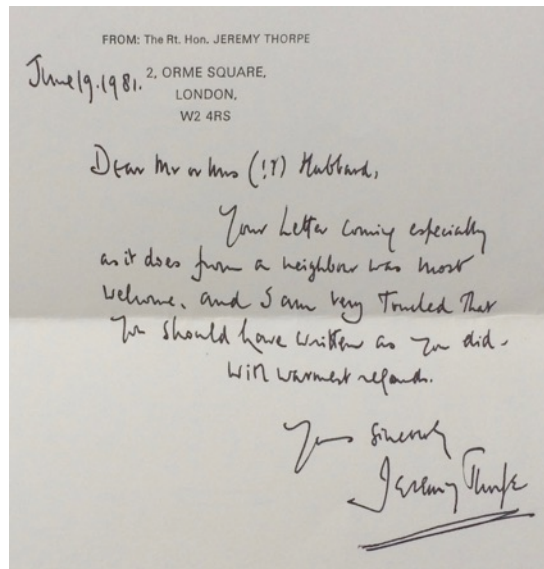 FROM: The Rt. Hon. JEREMY THORPE
June 19. 1981.
2, ORME SQUARE,
LONDON,
W2 4RS
Dear Mr or Mrs (!?) Hubbard,
Your Letter coming especially
as it does from a neighbour was most
welcome, and I am very Touched That
you should have written as you did.
With warmest regards.
Yours Sincerely
Jeremy Thorpe